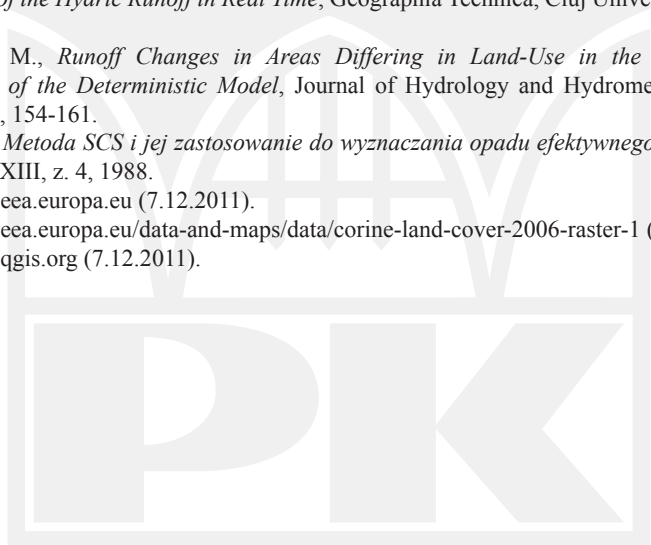 of the Hydric Runoff in Real Time, Geographia Technica, Cluj Unive
M., Runoff Changes in Areas Differing in Land-Use in the
of the Deterministic Model, Journal of Hydrology and Hydrome
, 154-161.
Metoda SCS i jej zastosowanie do wyznaczania opadu efektywnego
XIII, z. 4, 1988.
eea.europa.eu (7.12.2011).
eea.europa.eu/data-and-maps/data/corine-land-cover-2006-raster-1 (
qgis.org (7.12.2011).
PK